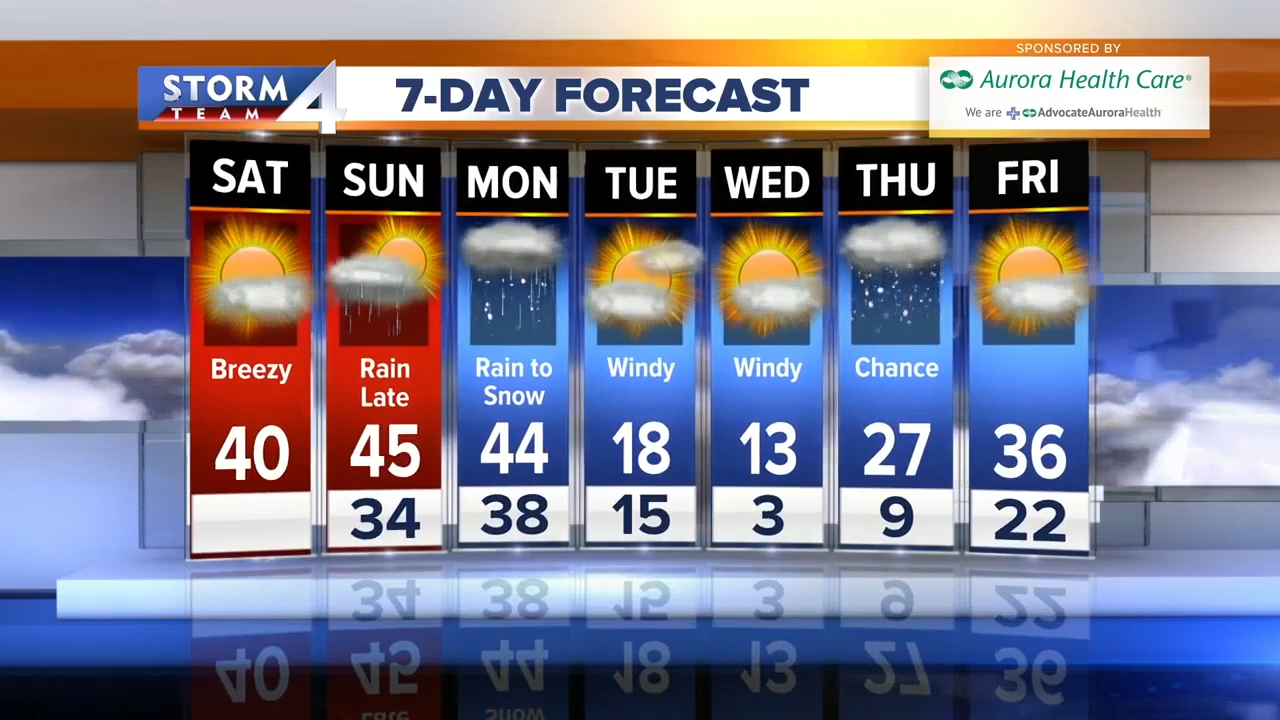 SPONSORED BY
STORM TEAM 4
7-DAY FORECAST
Aurora Health Care®
We are AdvocateAuroraHealth
SAT SUN MON TUE WED THU FRI
Breezy
Rain
Late
Rain to
Snow
Windy
Windy
Chance
40 45 44 18 13 27 36
34 38 15 3 9 22